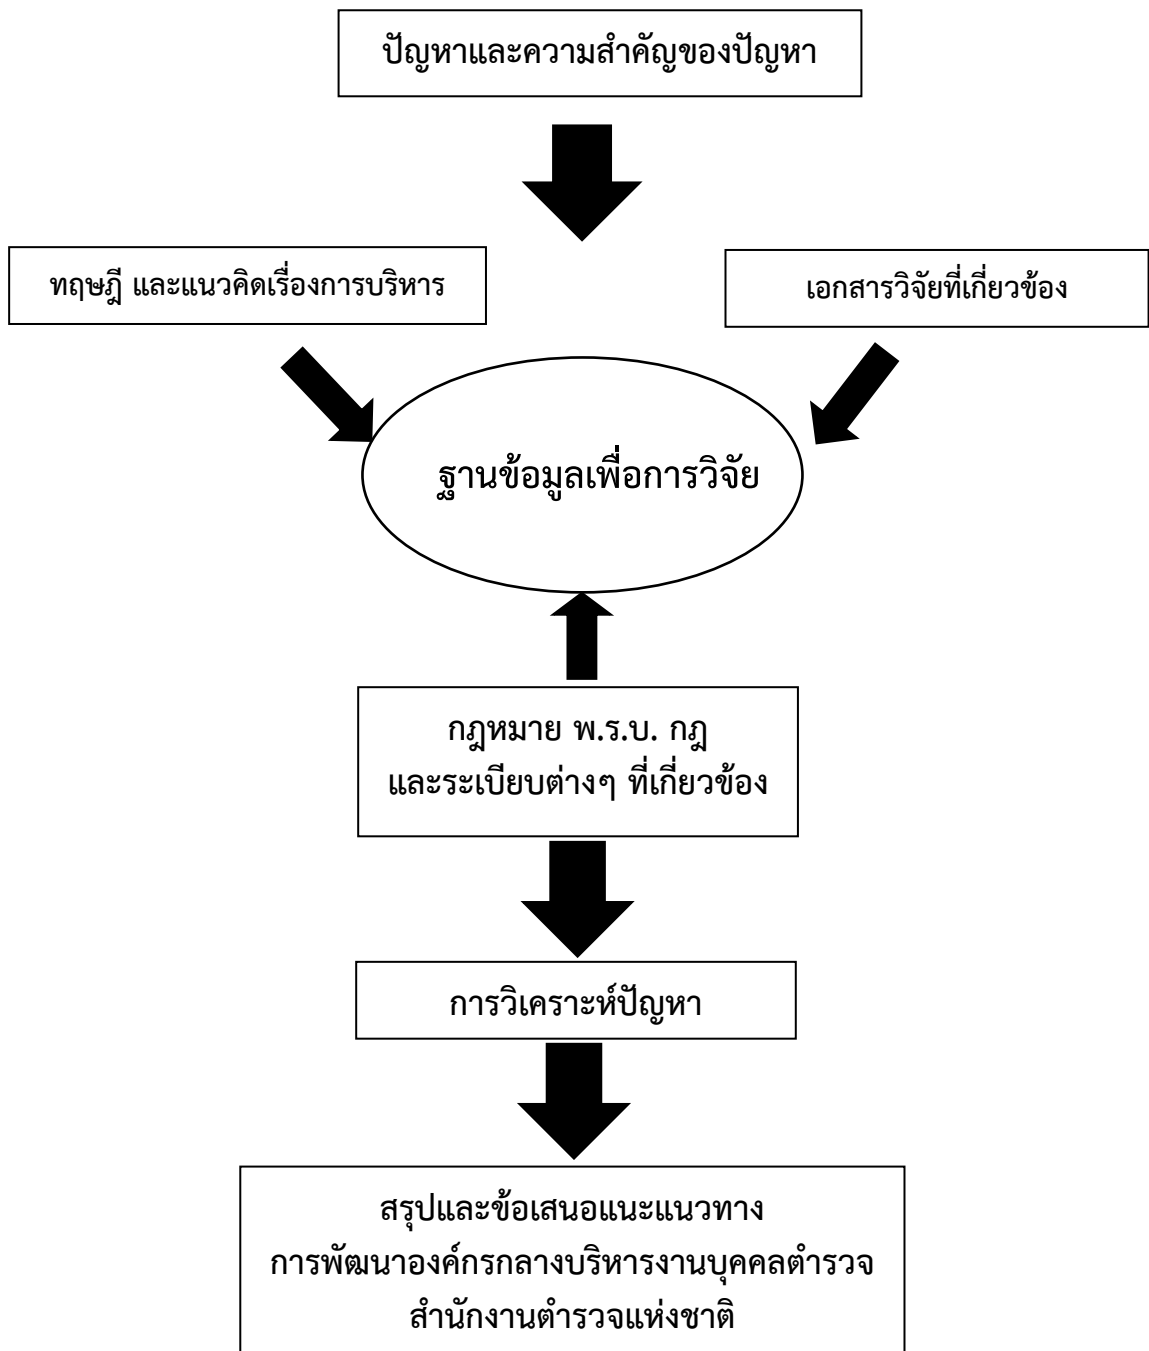 ปัญหาและความสำคัญของปัญหา
ทฤษฎี และแนวคิดเรื่องการบริหาร
เอกสารวิจัยที่เกี่ยวข้อง
ฐานข้อมูลเพื่อการวิจัย
กฎหมาย พ.ร.บ. กฎ
และระเบียบต่างๆ ที่เกี่ยวข้อง
การวิเคราะห์ปัญหา
สรุปและข้อเสนอแนะแนวทาง
การพัฒนาองค์กรกลางบริหารงานบุคคลตำรวจ
สำนักงานตำรวจแห่งชาติ